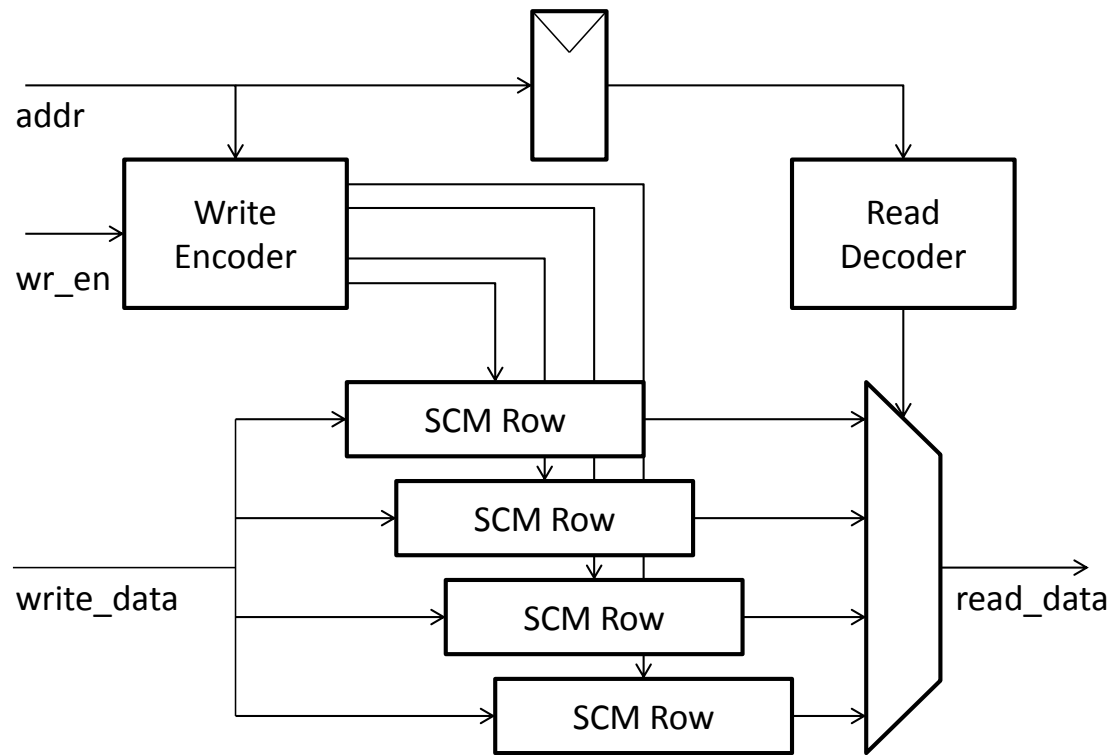 addr
Write
Encoder
Read
Decoder
wr_en
SCM Row
SCM Row
write_data
read_data
SCM Row
SCM Row